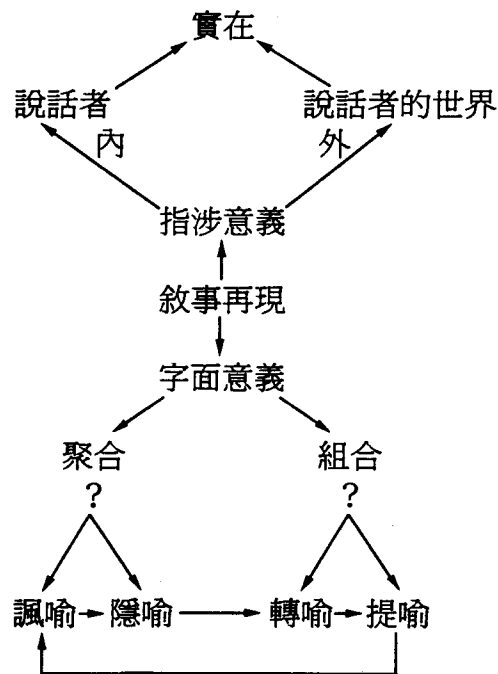 實在
說話者 說話者的世界
內 外
指涉意義
敘事再現
字面意義
聚合 組合
? ?
諷喻 隱喻 轉喻 提喻